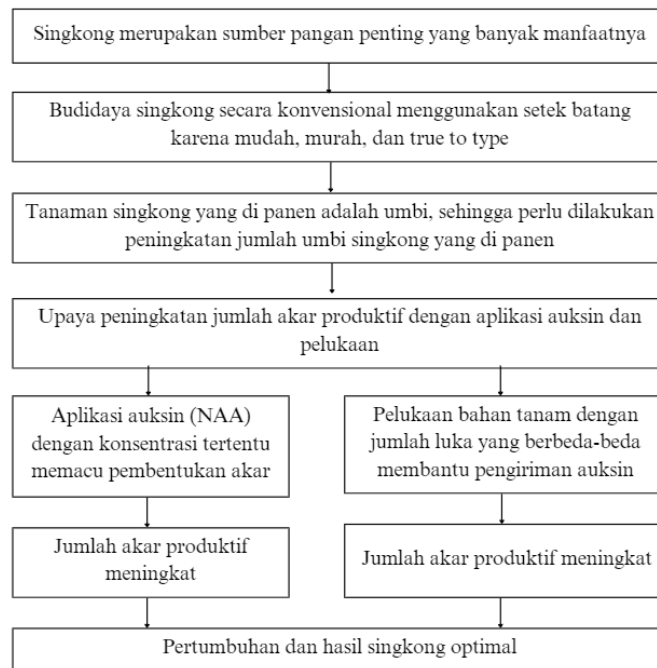 Singkong merupakan sumber pangan penting yang banyak manfaatnya
Budidaya singkong secara konvensional menggunakan setek batang
karena mudah, murah, dan true to type
Tanaman singkong yang di panen adalah umbi, sehingga perlu dilakukan
peningkatan jumlah umbi singkong yang di panen
Upaya peningkatan jumlah akar produktif dengan aplikasi auksin dan
pelukaan
Aplikasi auksin (NAA)
dengan konsentrasi tertentu
memacu pembentukan akar
Pelukaan bahan tanam dengan
jumlah luka yang berbeda-beda
membantu pengiriman auksin
Jumlah akar produktif
meningkat
Jumlah akar produktif meningkat
Pertumbuhan dan hasil singkong optimal